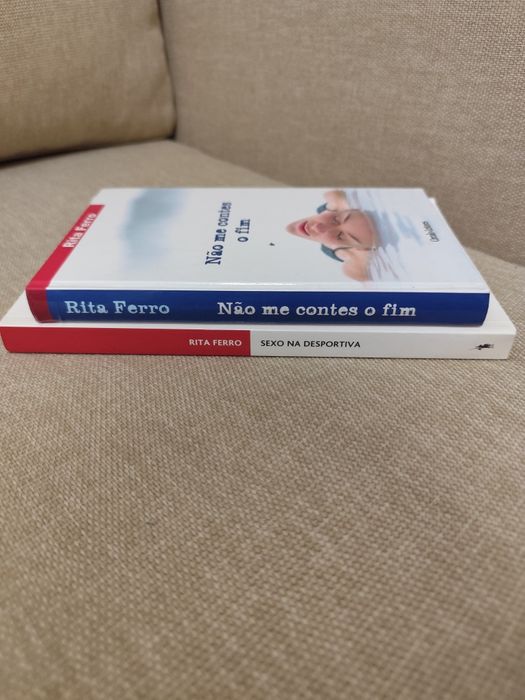 Rita Ferro
Não me contes
o fim
Rita Ferro Não me contes o fim
RITA FERRO SEXO NA DESPORTIVA